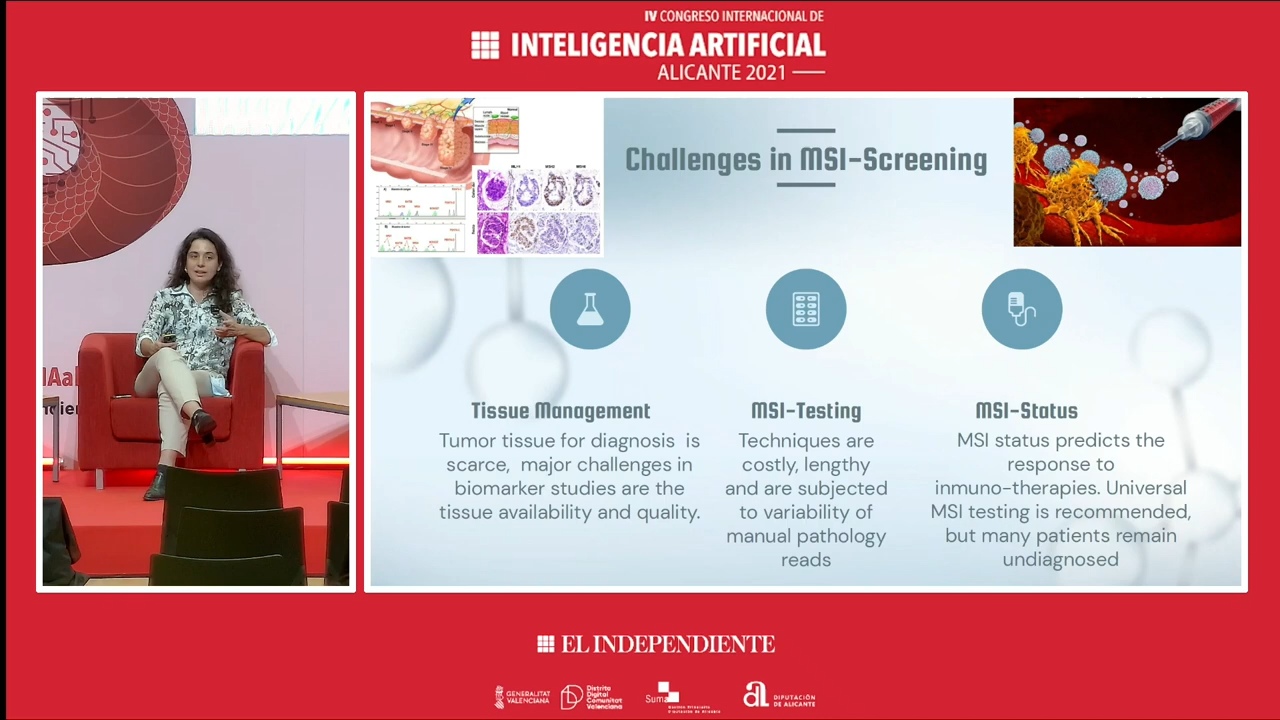 IV CONGRESO INTERNACIONAL DE
INTELIGENCIA ARTIFICIAL
ALICANTE 2021
Challenges in MSI-Screening
Tissue Management
Tumor tissue for diagnosis is
scarce, major challenges in
biomarker studies are the
tissue availability and quality.
MSI-Testing
Techniques are
costly, lengthy
and are subjected
to variability of
manual pathology
reads
MSI-Status
MSI status predicts the
response to
inmuno-therapies. Universal
MSI testing is recommended,
but many patients remain
undiagnosed
EL INDEPENDIENTE
GENERALITAT
VALENCIANA
Distrito
Digital
Comunitat
Valenciana
Suma
DIPUTACIÓN
DE ALICANTE